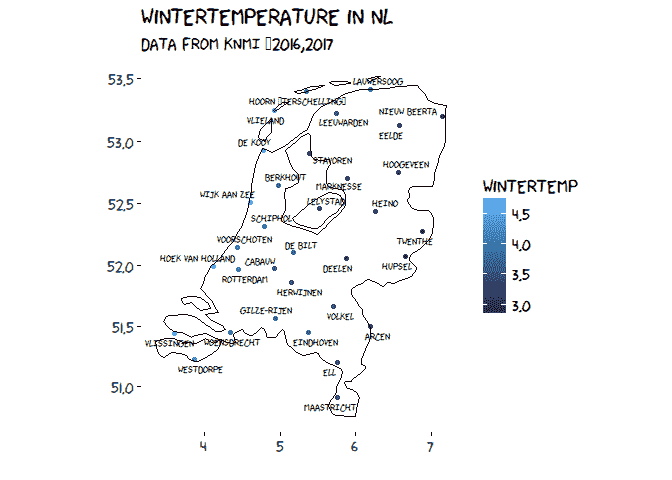 WINTERTEMPERATURE IN NL
DATA FROM KNMI ▯2016,2017
53,5
LAUWERSOOG
HOORN ▯TERSCHELLING▯
NIEUW BEERTA
VLIELAND
LEEUWARDEN
EELDE
53,0
DE KOOY
STAVOREN
HOOGEVEEN
BERKHOUT
MARKNESSE
WIJK AAN ZEE
52,5
LELYSTAD
HEINO
SCHIPHOL
VOORSCHOTEN
TWENTHE
DE BILT
HOEK VAN HOLLAND
CABAUW
DEELEN
HUPSEL
52,0
ROTTERDAM
HERWIJNEN
GILZE-RIJEN
VOLKEL
51,5
VLISSINGEN
WOENSDRECHT
EINDHOVEN
ARCEN
WESTDORPE
ELL
51,0
MAASTRICHT
4
5
6
7
WINTERTEMP
4,5
4,0
3,5
3,0